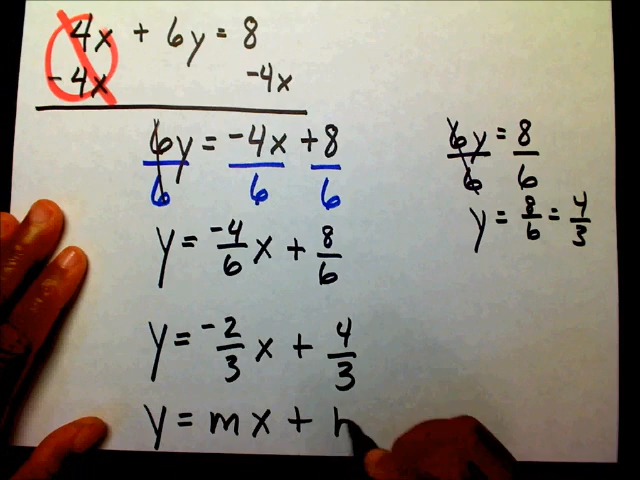 4x + 6y = 8
-4x -4x
6y = -4x + 8
6 6 6
y = -4/6 x + 8/6
y = -2/3 x + 4/3
y = mx +
6y = 8
6 6
y = 8/6 = 4/3